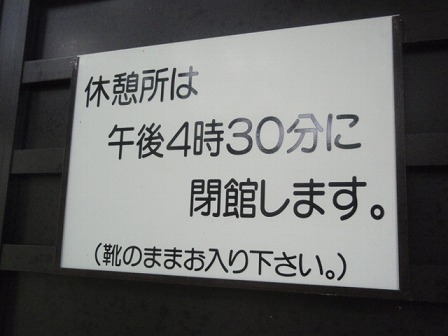 休憩所は
午後4時30分に
閉館します。
（靴のままお入り下さい。）